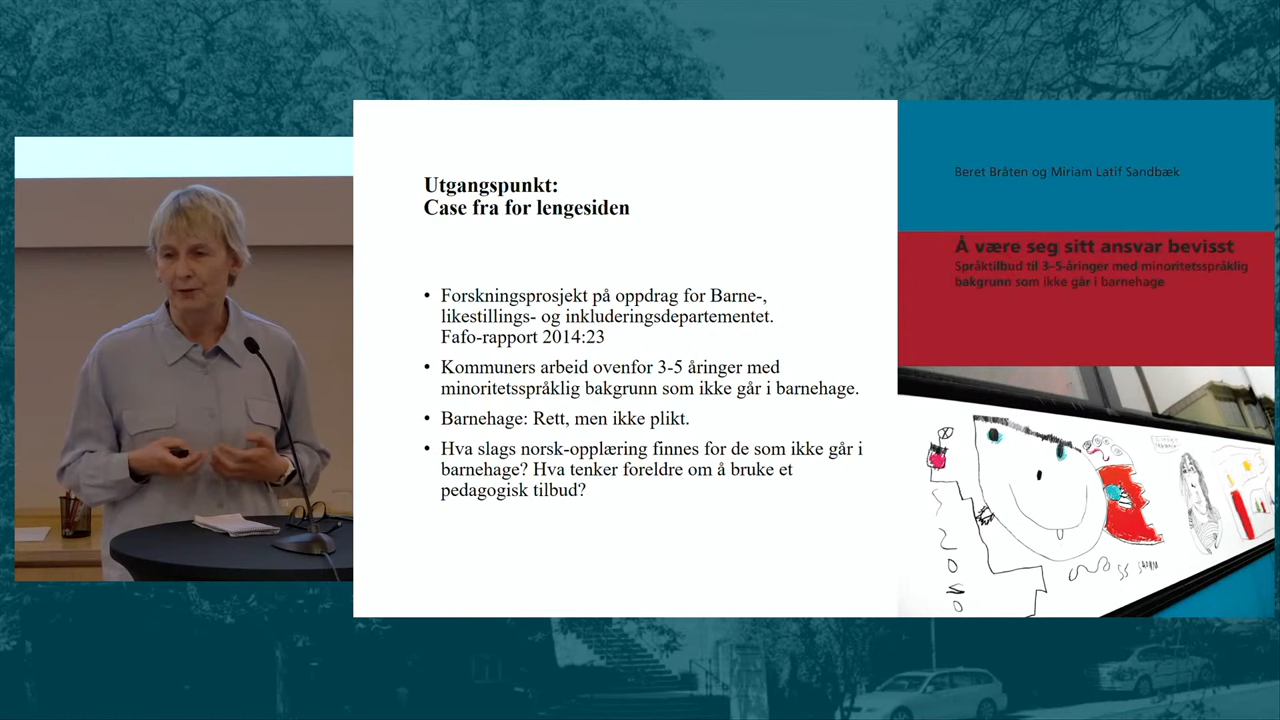 Utgangspunkt:
Case fra for lengesiden
• Forskningsprosjekt på oppdrag for Barne-,
likestillings- og inkluderingsdepartementet.
Fafo-rapport 2014:23
• Kommuners arbeid ovenfor 3-5 åringer med
minoritetsspråklig bakgrunn som ikke går i barnehage.
• Barnehage: Rett, men ikke plikt.
• Hva slags norsk-opplæring finnes for de som ikke går i
barnehage? Hva tenker foreldre om å bruke et
pedagogisk tilbud?
Beret Bråten og Miriam Latif Sandbæk
Å være seg sitt ansvar bevisst
Språktilbud til 3–5-åringer med minoritetsspråklig
bakgrunn som ikke går i barnehage